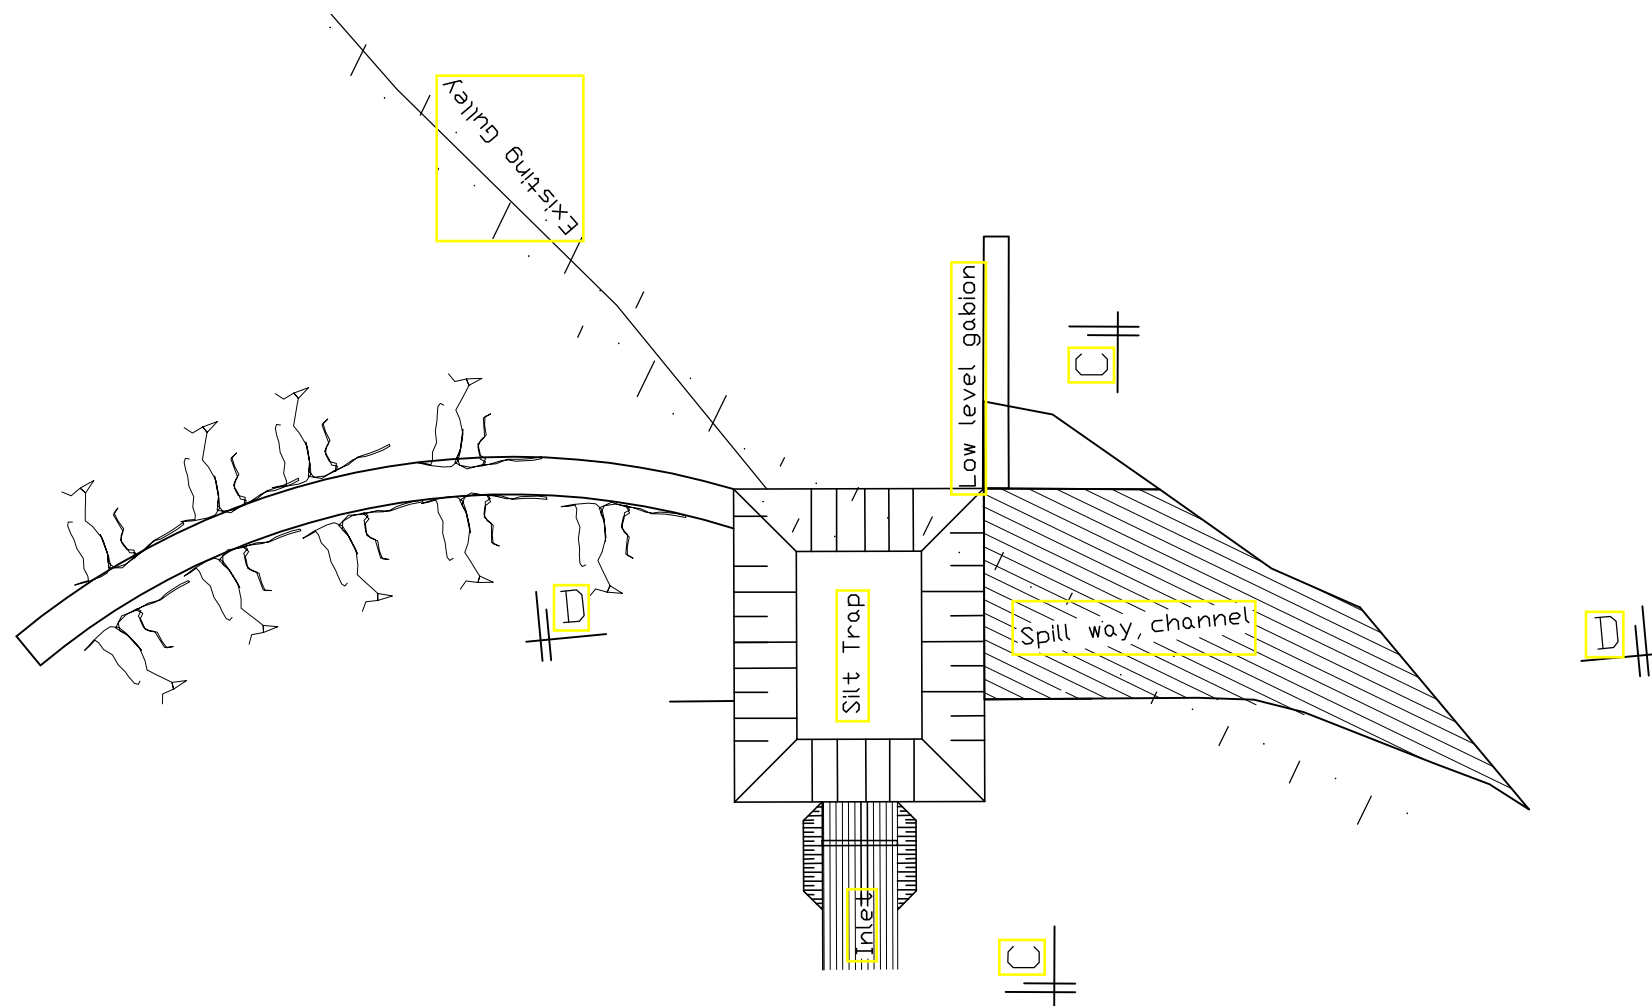 Existing Gulley
Low level gabion
C
D
Silt Trap
Spill way, channel
D
Inlet
C